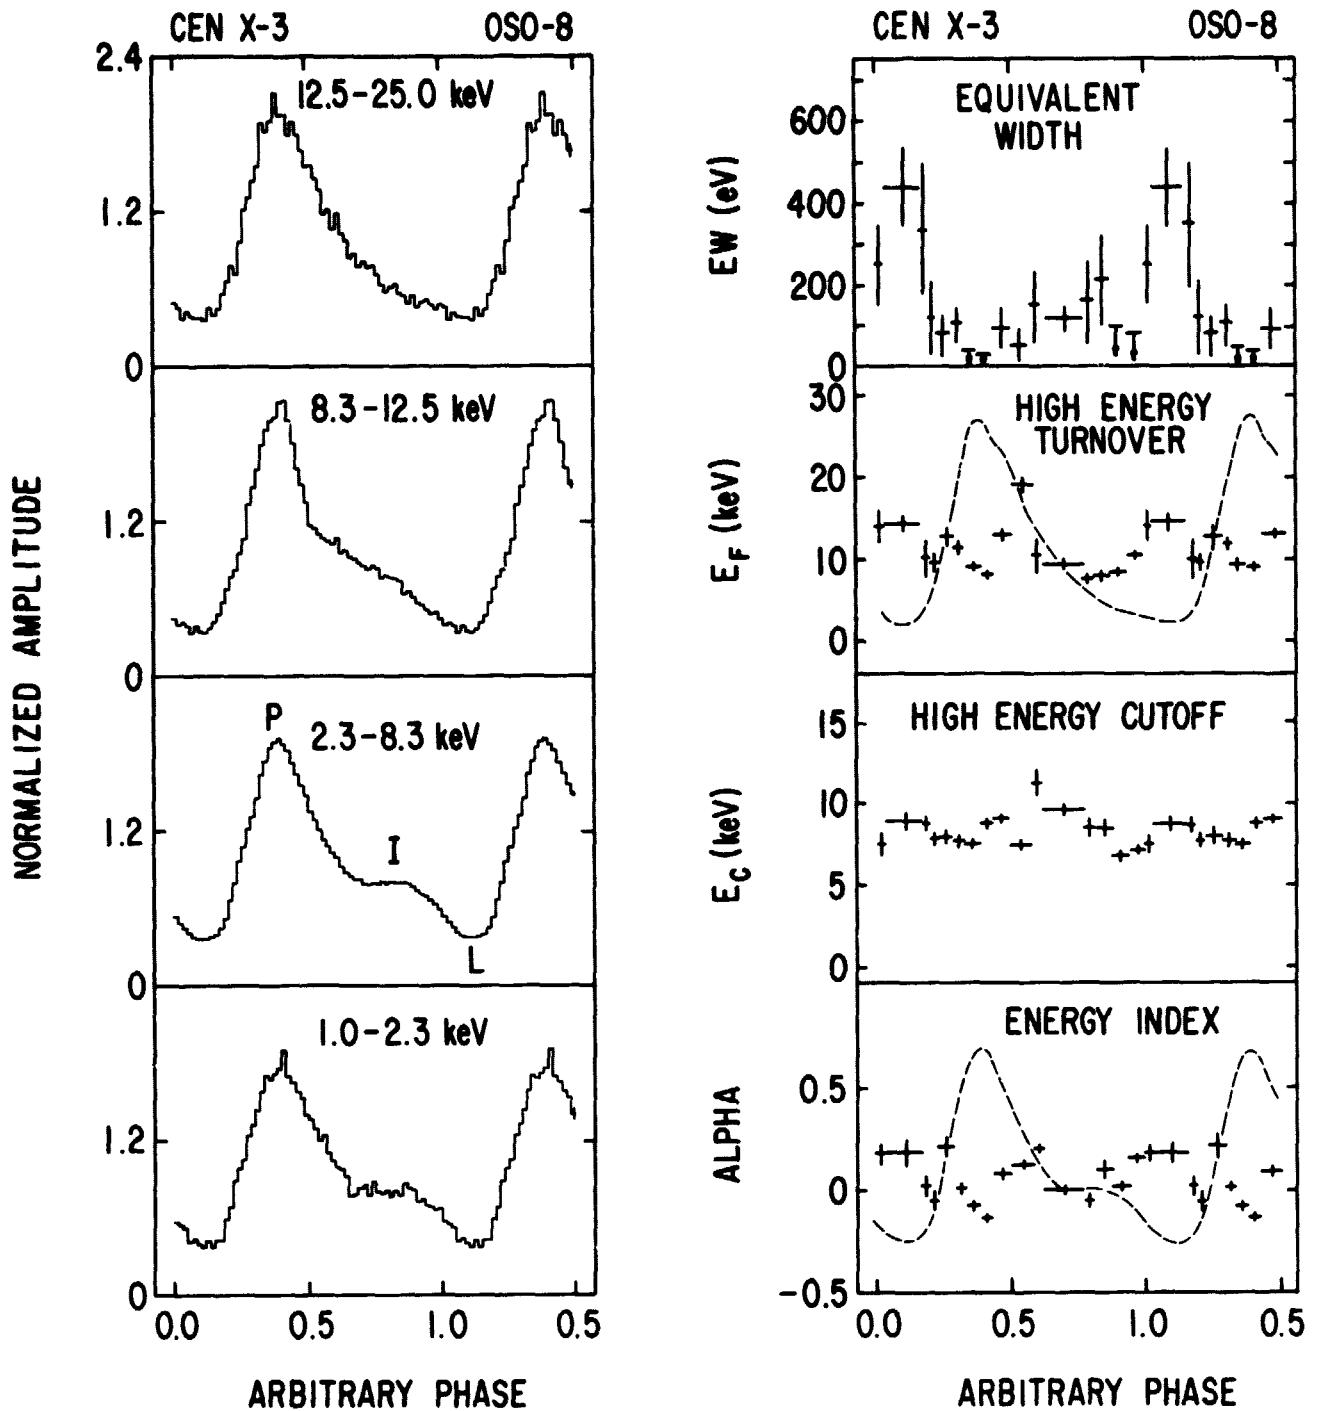 CEN X-3 OSO-8
2.4
12.5-25.0 keV
1.2
0
8.3-12.5 keV
1.2
0
P
2.3-8.3 keV
1.2
I
L
0
1.0-2.3 keV
1.2
0
0.0 0.5 1.0 0.5
NORMALIZED AMPLITUDE
ARBITRARY PHASE
CEN X-3 OSO-8
EQUIVALENT
WIDTH
600
400
200
0
EW (eV)
HIGH ENERGY
TURNOVER
30
20
10
0
EF (keV)
HIGH ENERGY CUTOFF
15
10
5
0
EC (keV)
ENERGY INDEX
0.5
0
-0.5
ALPHA
0.0 0.5 1.0 0.5
ARBITRARY PHASE